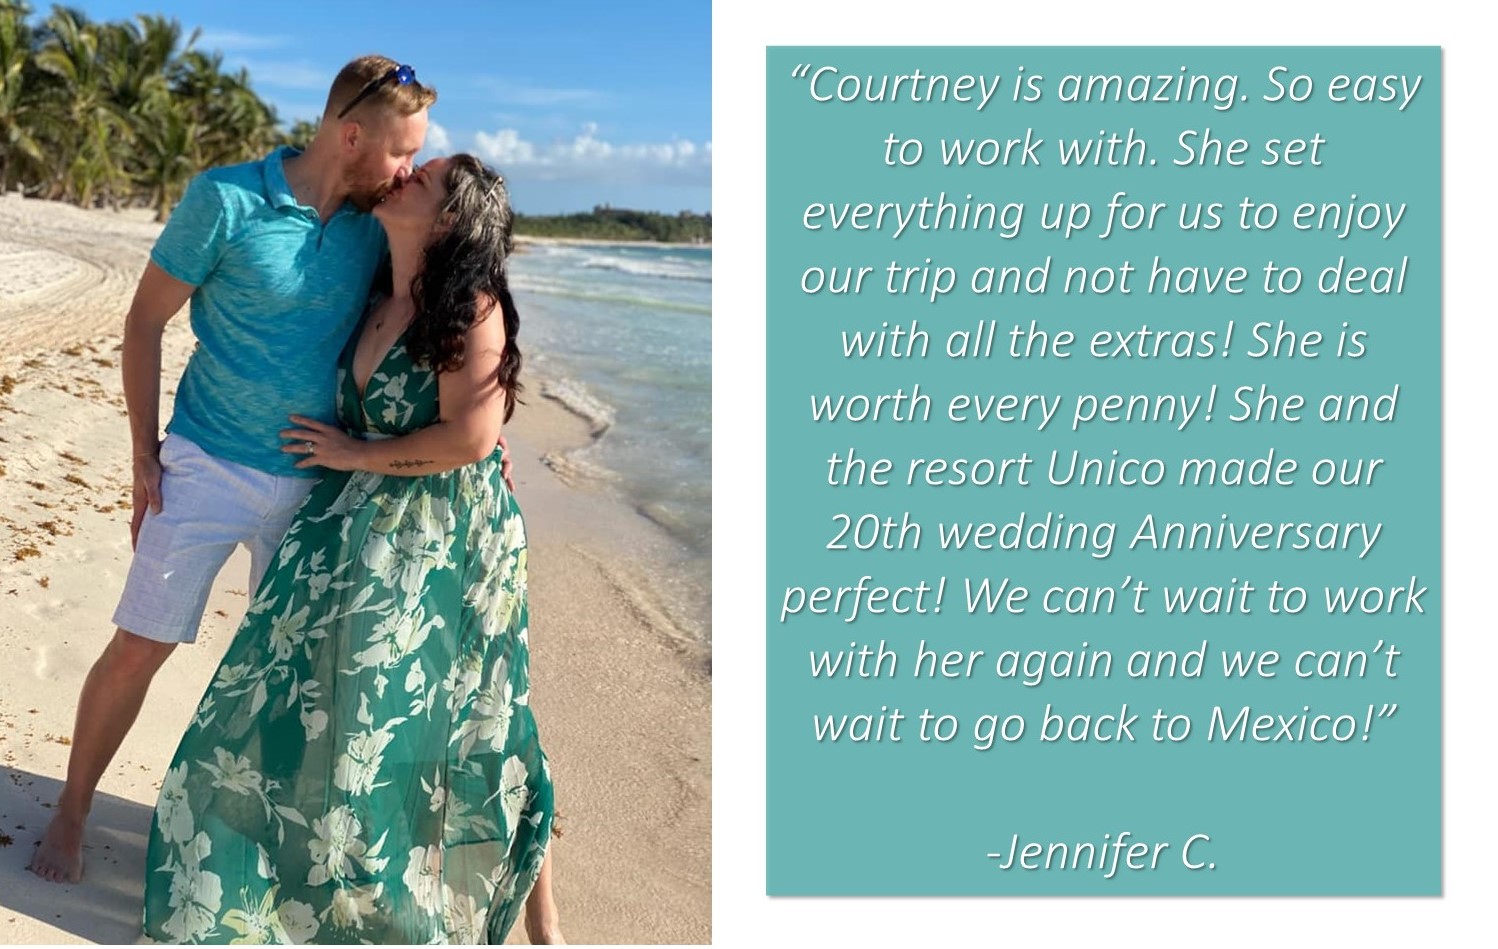 “Courtney is amazing. So easy
to work with. She set
everything up for us to enjoy
our trip and not have to deal
with all the extras! She is
worth every penny! She and
the resort Unico made our
20th wedding Anniversary
perfect! We can’t wait to work
with her again and we can’t
wait to go back to Mexico!”
-Jennifer C.